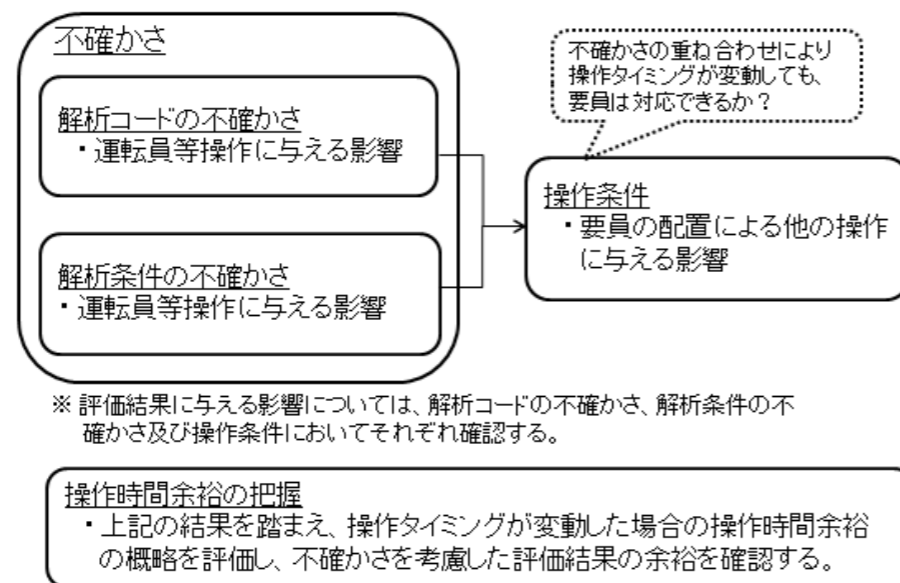 不確かさ
解析コードの不確かさ
・運転員等操作に与える影響
解析条件の不確かさ
・運転員等操作に与える影響
不確かさの重ね合わせにより
操作タイミングが変動しても、
要員は対応できるか？
操作条件
・要員の配置による他の操作
に与える影響
※ 評価結果に与える影響については、解析コードの不確かさ、解析条件の不
確かさ及び操作条件においてそれぞれ確認する。
操作時間余裕の把握
・上記の結果を踏まえ、操作タイミングが変動した場合の操作時間余裕
の概略を評価し、不確かさを考慮した評価結果の余裕を確認する。